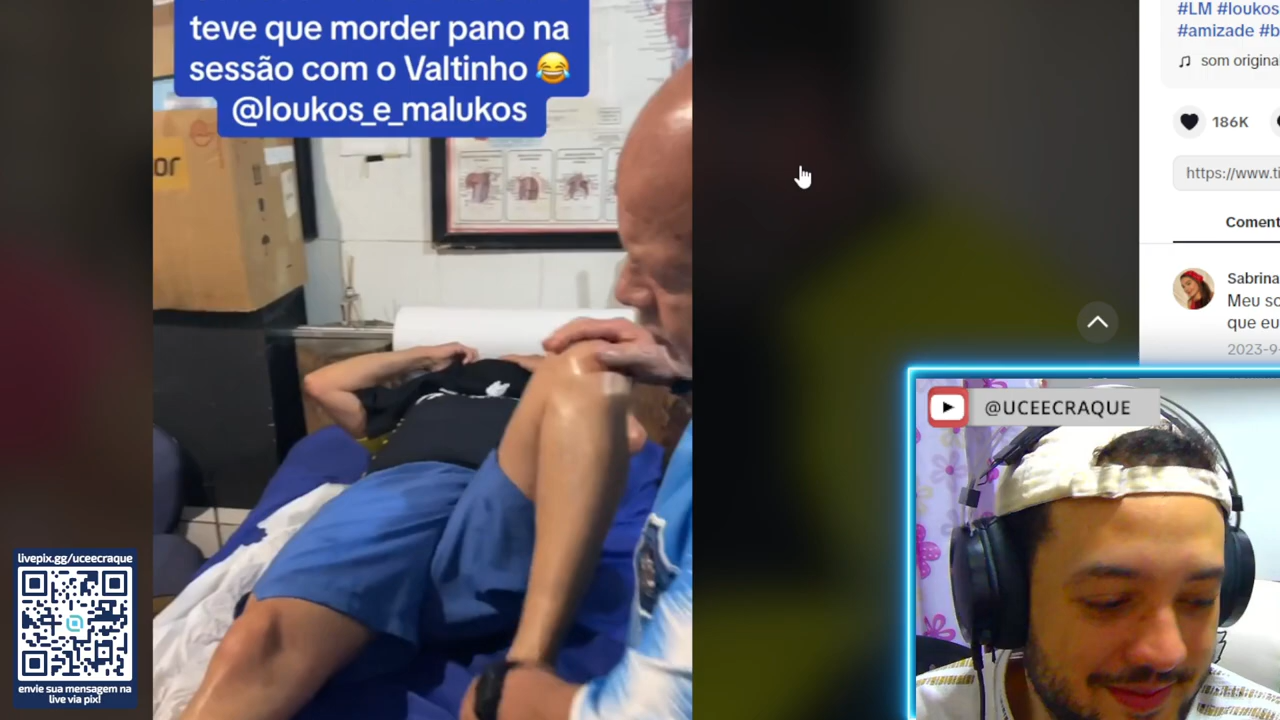 teve que morder pano na
sessão com o Valtinho 😂
@loukos_e_malukos
or
livepix.gg/uceecraque
envie sua mensagem na
live via pix!
#LM #loukos
#amizade #b
som origina
186K
https://www.ti
Coment
Sabrina
Meu so
que eu
2023-9-
@UCEECRAQUE